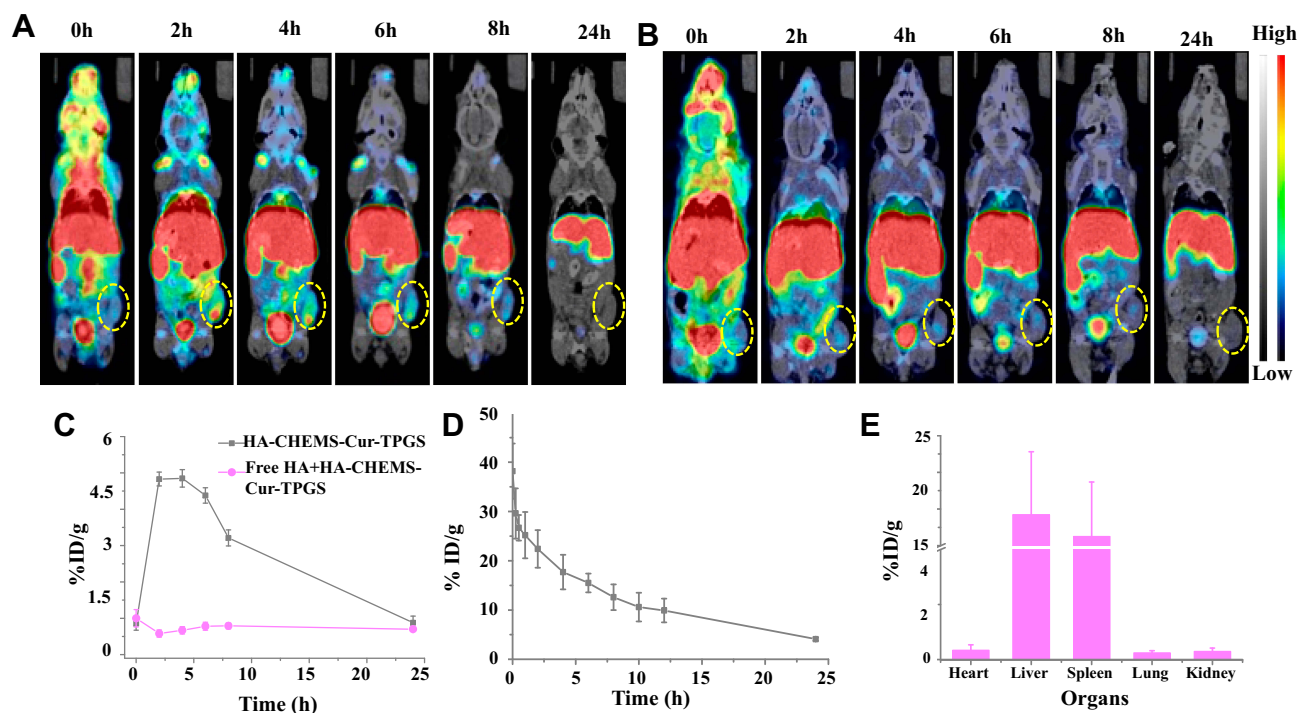 A
0h 2h 4h 6h 8h 24h
B
0h 2h 4h 6h 8h 24h
High
Low
C
6
4.5
3
1.5
0
%ID/g
HA-CHEMS-Cur-TPGS
Free HA+HA-CHEMS-
Cur-TPGS
0 5 10 15 20 25
Time (h)
D
50
40
30
20
10
0
% ID/g
0 5 10 15 20 25
Time (h)
E
25
20
15
4
2
0
%ID/g
Heart Liver Spleen Lung Kidney
Organs